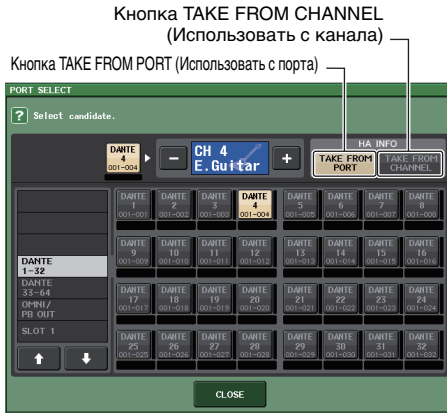 Кнопка TAKE FROM CHANNEL
(Использовать с канала)
Кнопка TAKE FROM PORT (Использовать с порта)
PORT SELECT
? Select candidate.
HA INFO
DANTE
4
001-004
−
CH 4
E.Guitar
+
TAKE FROM
PORT
TAKE FROM
CHANNEL
DANTE DANTE DANTE DANTE DANTE DANTE DANTE DANTE
1 2 3 4 5 6 7 8
001-001 001-002 001-003 001-004 001-005 001-006 001-007 001-008
DANTE DANTE DANTE DANTE DANTE DANTE DANTE DANTE
9 10 11 12 13 14 15 16
001-009 001-010 001-011 001-012 001-013 001-014 001-015 001-016
DANTE DANTE DANTE DANTE DANTE DANTE DANTE DANTE
17 18 19 20 21 22 23 24
001-017 001-018 001-019 001-020 001-021 001-022 001-023 001-024
DANTE DANTE DANTE DANTE DANTE DANTE DANTE DANTE
25 26 27 28 29 30 31 32
001-025 001-026 001-027 001-028 001-029 001-030 001-031 001-032
DANTE
1-32
DANTE
33-64
OMNI/
PB OUT
SLOT 1
CLOSE